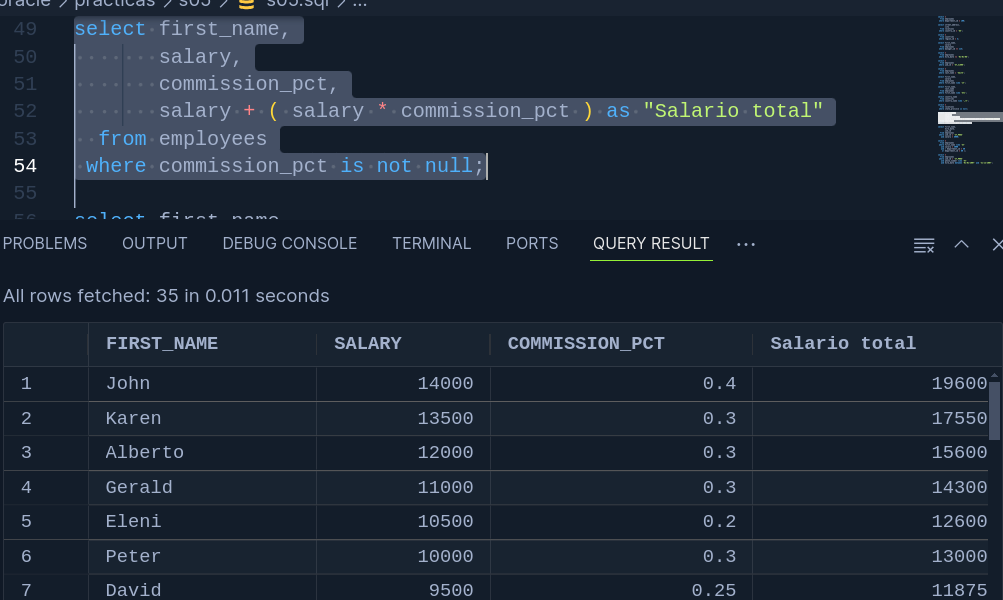 oracle > practicas > s05 > s05.sql > ...
49 select first_name,
50 salary,
51 commission_pct,
52 salary + ( salary * commission_pct ) as "Salario total"
53 from employees
54 where commission_pct is not null;
55
56 select first_name
PROBLEMS OUTPUT DEBUG CONSOLE TERMINAL PORTS QUERY RESULT ...
All rows fetched: 35 in 0.011 seconds
FIRST_NAME SALARY COMMISSION_PCT Salario total
1 John 14000 0.4 19600
2 Karen 13500 0.3 17550
3 Alberto 12000 0.3 15600
4 Gerald 11000 0.3 14300
5 Eleni 10500 0.2 12600
6 Peter 10000 0.3 13000
7 David 9500 0.25 11875